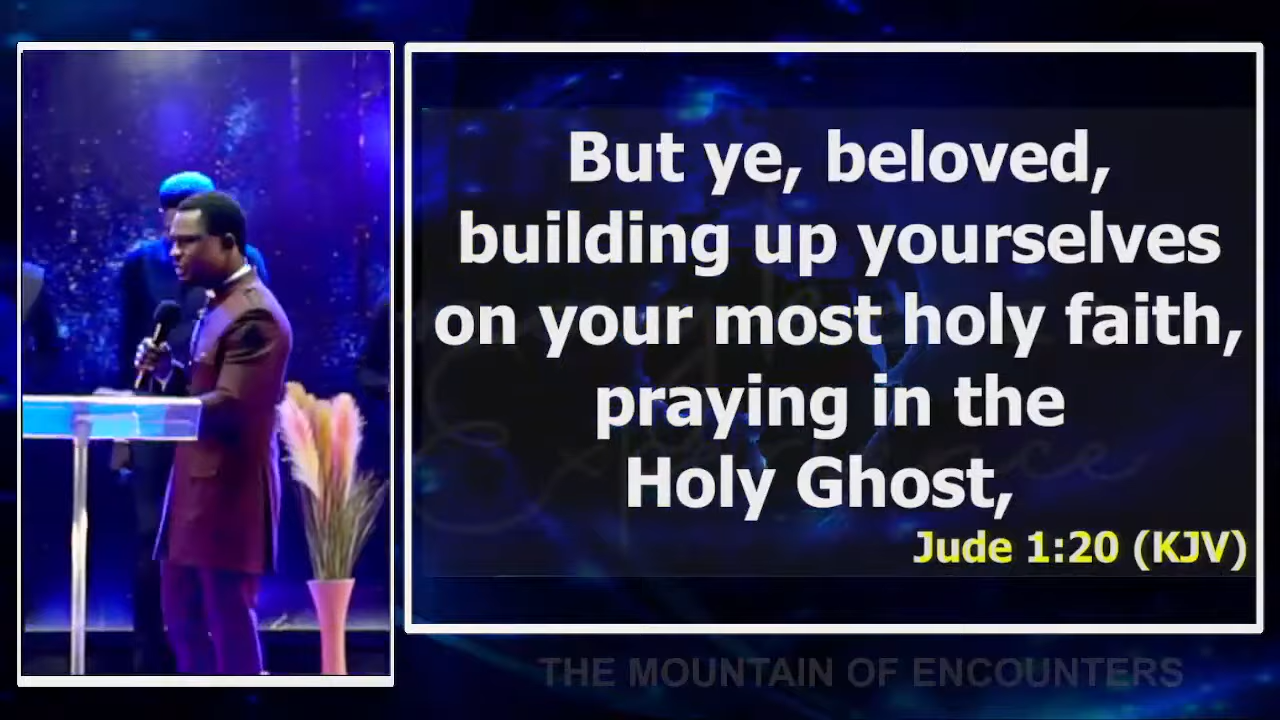 But ye, beloved,
building up yourselves
on your most holy faith,
praying in the
Holy Ghost,
Jude 1:20 (KJV)
THE MOUNTAIN OF ENCOUNTERS